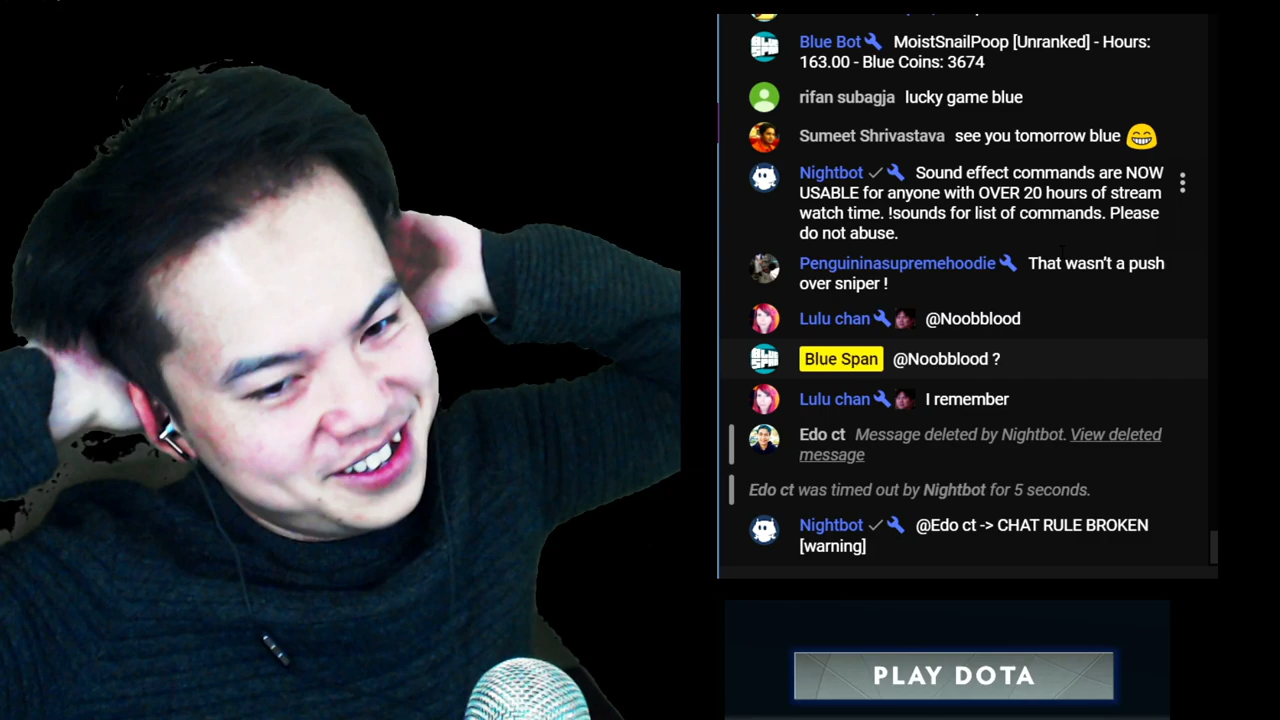 Blue Bot MoistSnailPoop [Unranked] - Hours:
163.00 - Blue Coins: 3674
rifan subagja lucky game blue
Sumeet Shrivastava see you tomorrow blue
Nightbot Sound effect commands are NOW
USABLE for anyone with OVER 20 hours of stream
watch time. !sounds for list of commands. Please
do not abuse.
Penguininasupremehoodie That wasn't a push
over sniper !
Lulu chan @Noobblood
Blue Span @Noobblood ?
Lulu chan I remember
Edo ct Message deleted by Nightbot. View deleted
message
Edo ct was timed out by Nightbot for 5 seconds.
Nightbot @Edo ct -> CHAT RULE BROKEN
[warning]
PLAY DOTA